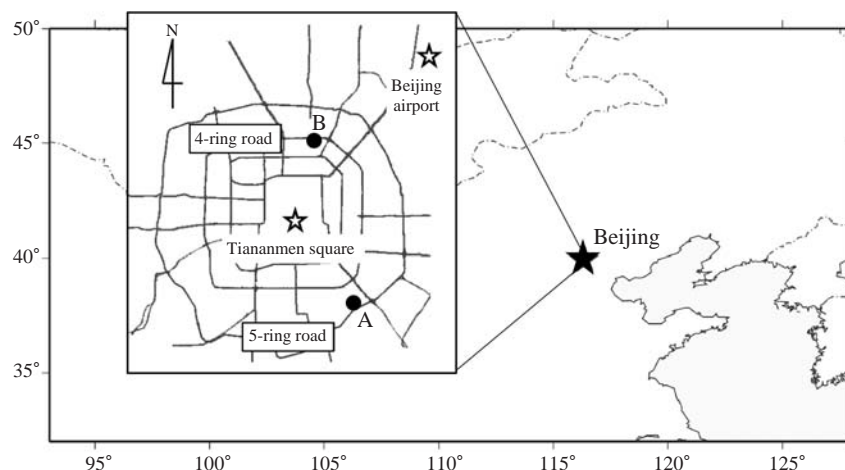 50°
45°
40°
35°
N
Beijing
airport
B
4-ring road
Tiananmen square
A
5-ring road
Beijing
95°
100°
105°
110°
115°
120°
125°